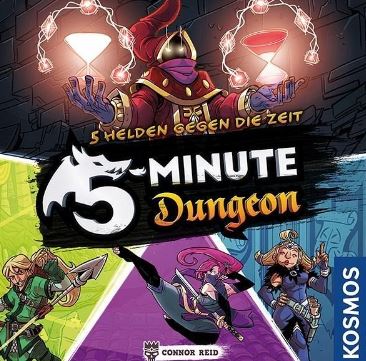 5 HELDEN GEGEN DIE ZEIT
5-MINUTE
Dungeon
CONNOR REID
KOSMOS